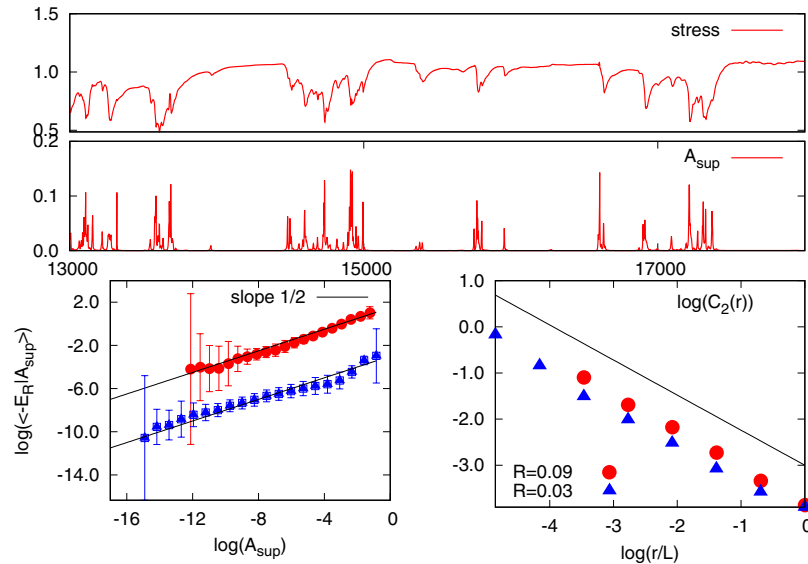 1.5
stress
1.0
0.5
0.2
A_sup
0.1
0.0
13000 15000 17000
slope 1/2
2.0
-2.0
-6.0
-10.0
-14.0
log(<-E_R|A_sup>)
-16 -12 -8 -4 0
log(A_sup)
1.0
log(C_2(r))
0.0
-1.0
-2.0
-3.0
R=0.09
R=0.03
-4 -3 -2 -1 0
log(r/L)